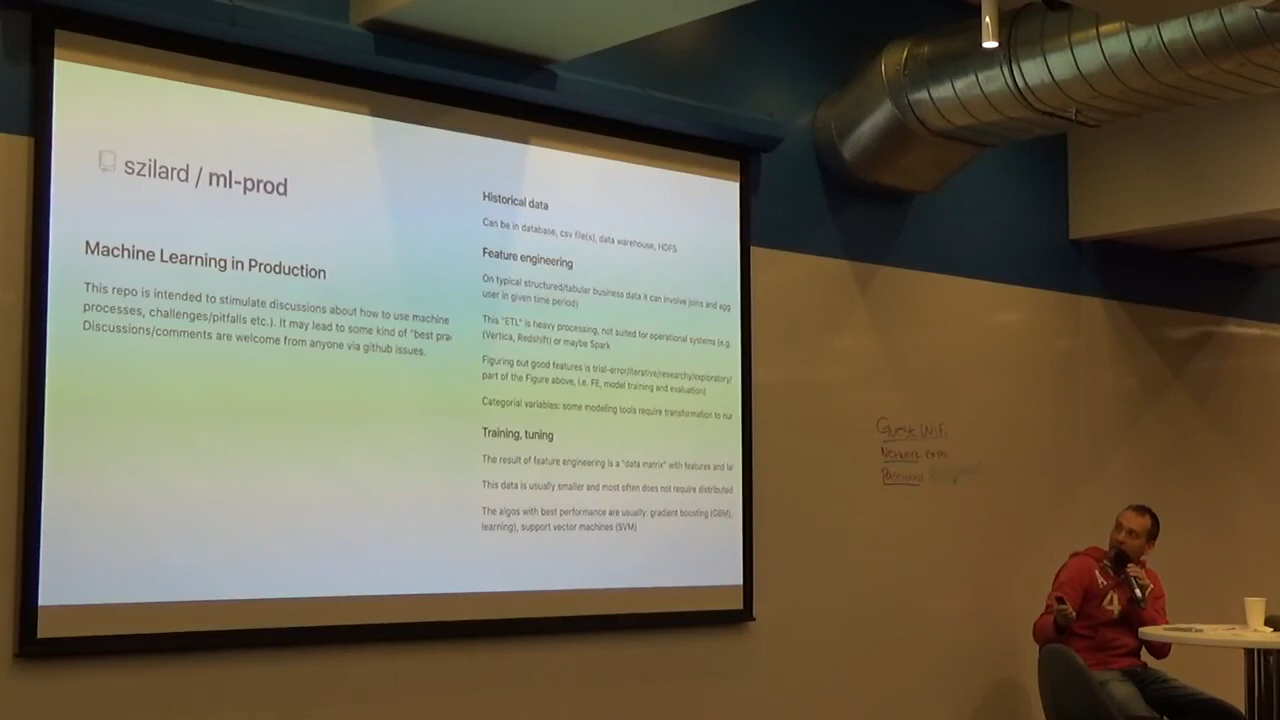 szilard / ml-prod
Machine Learning in Production
This repo is intended to stimulate discussions about how to use machine
processes, challenges/pitfalls etc.). It may lead to some kind of "best pra
Discussions/comments are welcome from anyone via github issues.
Historical data
Can be in database, csv file(s), data warehouse, HDFS
Feature engineering
On typical structured/tabular business data it can involve joins and agg
user in given time period)
This "ETL" is heavy processing, not suited for operational systems (e.g.
(Vertica, Redshift) or maybe Spark
Figuring out good features is trial-error/iterative/researchy/exploratory/
part of the Figure above, i.e. FE, model training and evaluation)
Categorial variables: some modeling tools require transformation to nu
Training, tuning
The result of feature engineering is a "data matrix" with features and la
This data is usually smaller and most often does not require distributed
The algos with best performance are usually: gradient boosting (GBM),
learning), support vector machines (SVM)
Guest WiFi
Network
Password
4